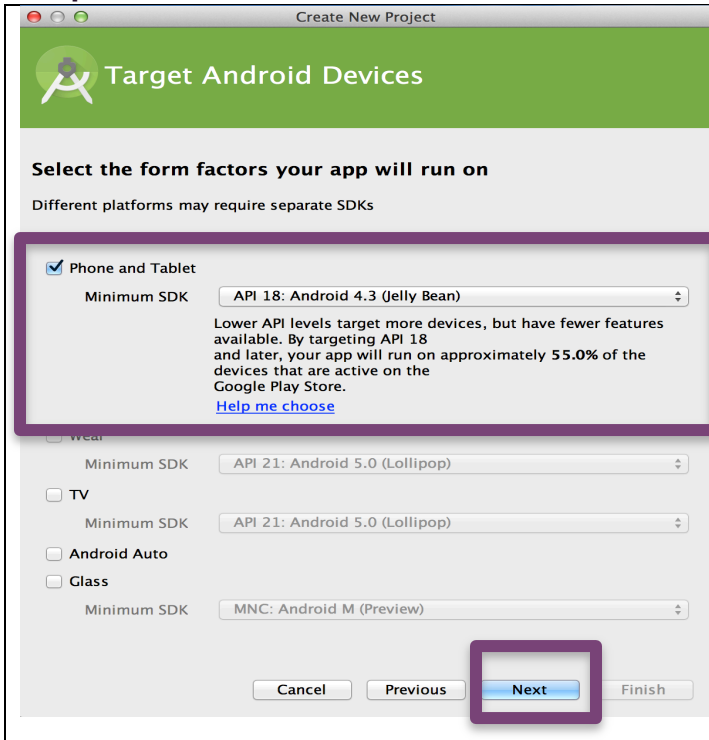 Create New Project
Target Android Devices
Select the form factors your app will run on
Different platforms may require separate SDKs
Phone and Tablet
Minimum SDK API 18: Android 4.3 (Jelly Bean)
Lower API levels target more devices, but have fewer features
available. By targeting API 18
and later, your app will run on approximately 55.0% of the
devices that are active on the
Google Play Store.
Help me choose
Wear
Minimum SDK API 21: Android 5.0 (Lollipop)
TV
Minimum SDK API 21: Android 5.0 (Lollipop)
Android Auto
Glass
Minimum SDK MNC: Android M (Preview)
Cancel Previous Next Finish